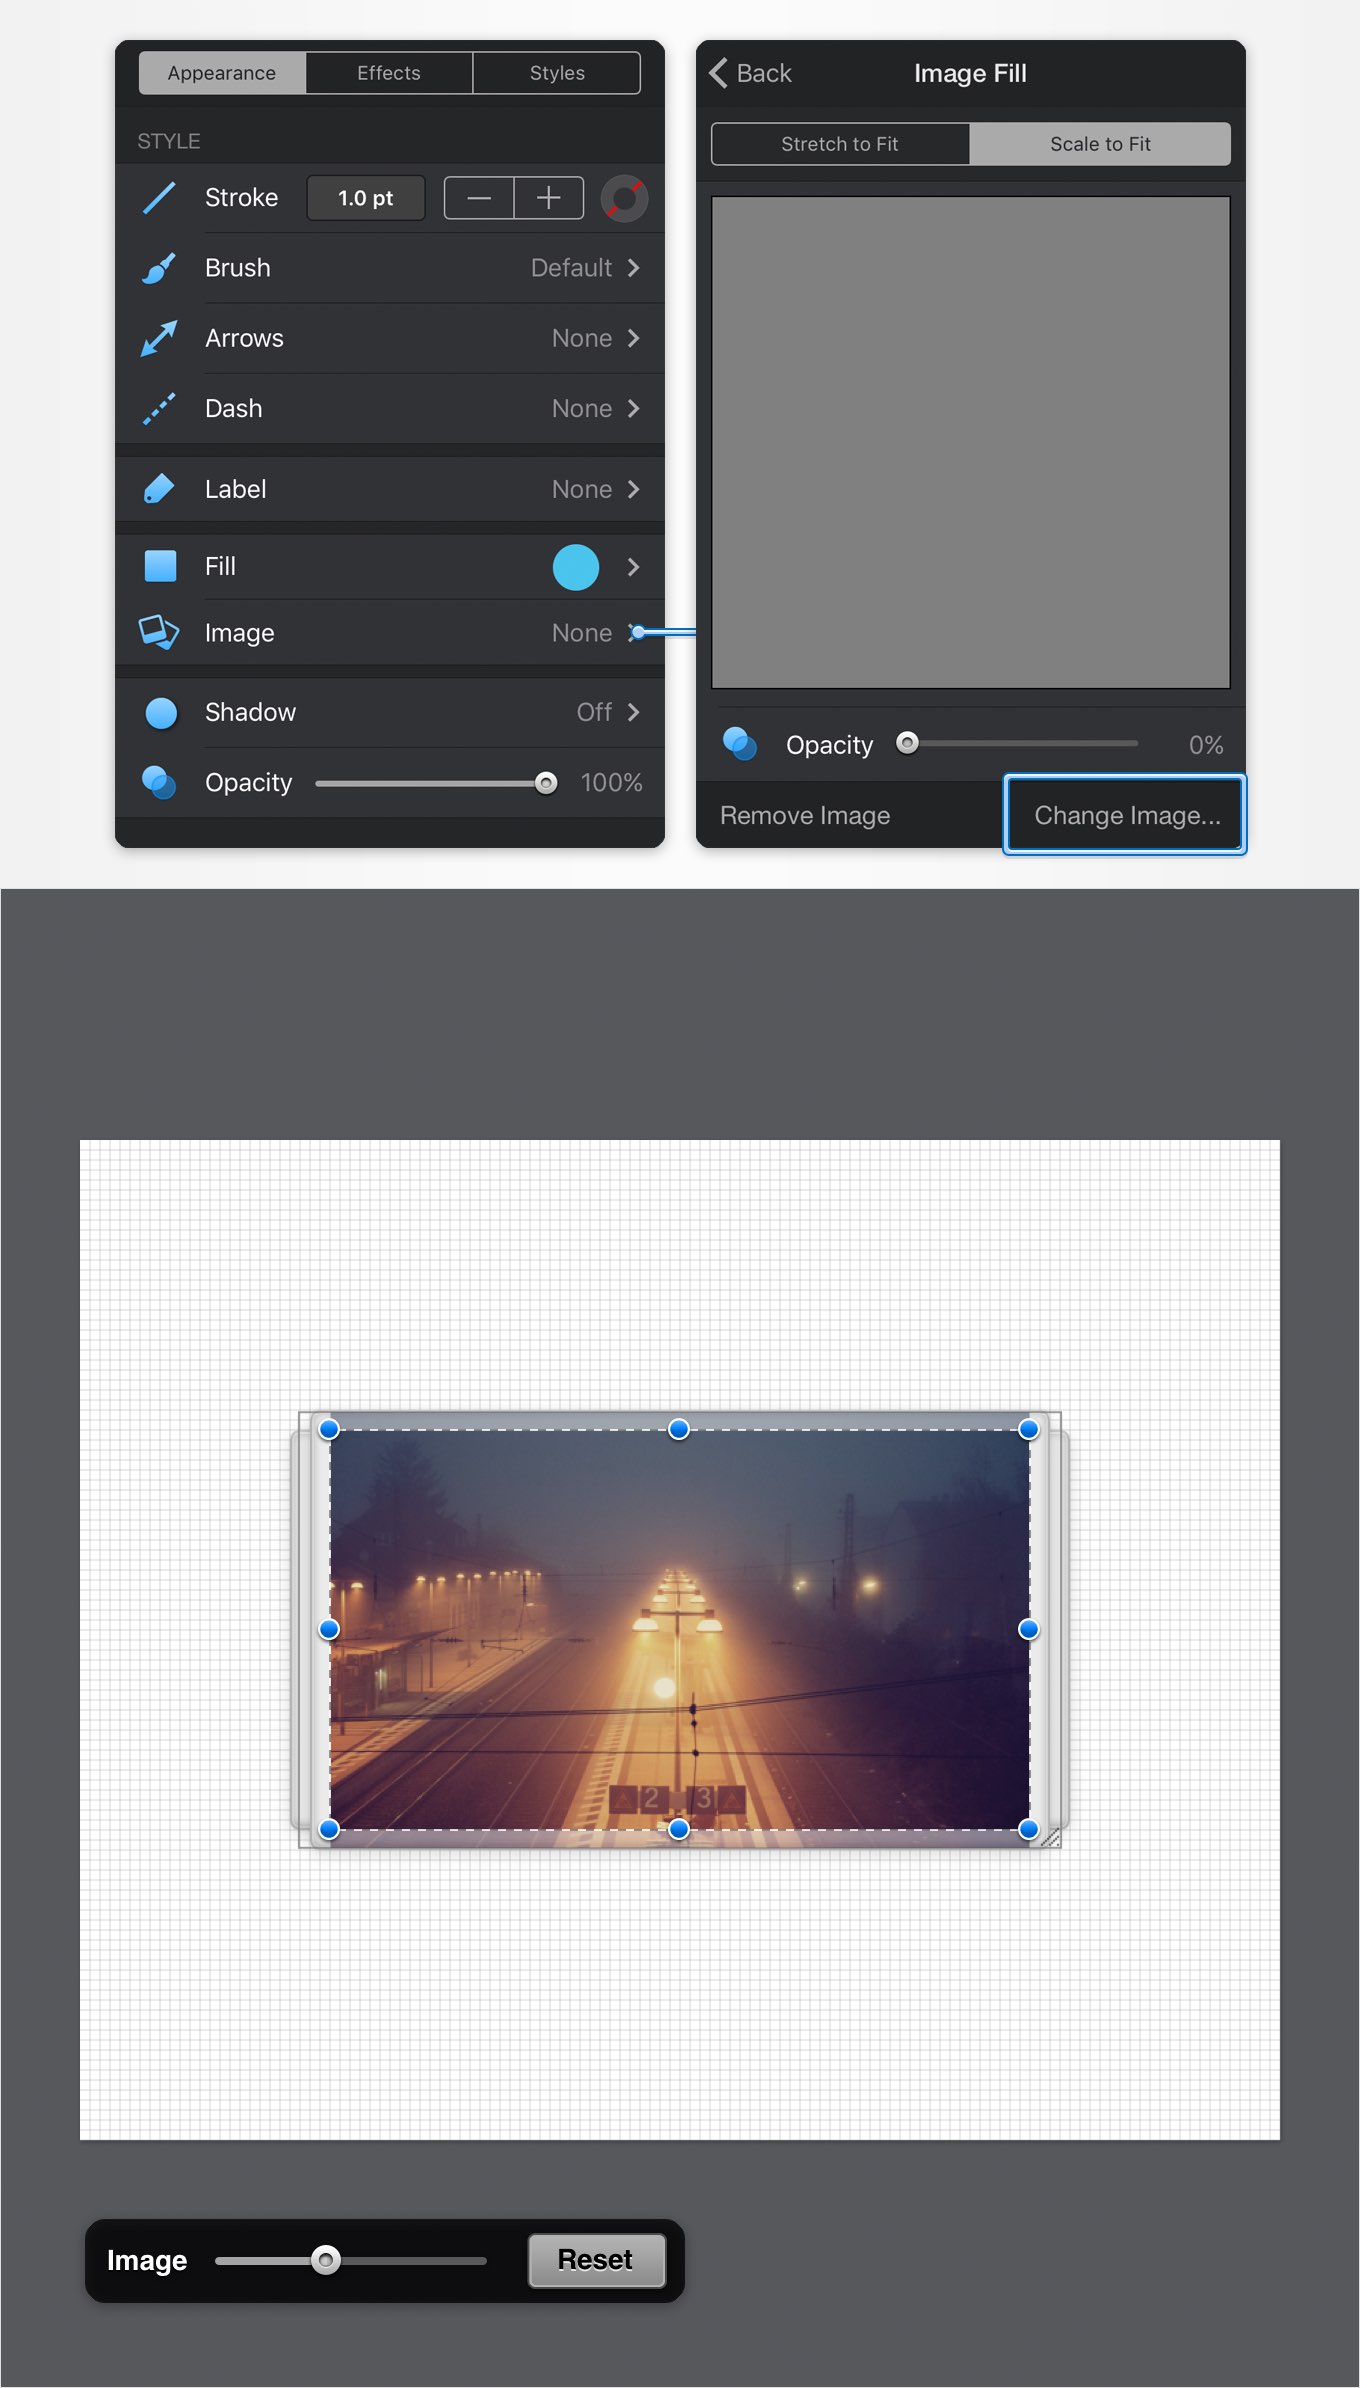 Appearance
Effects
Styles
STYLE
Stroke 1.0 pt
Brush Default
Arrows None
Dash None
Label None
Fill
Image None
Shadow Off
Opacity 100%
Back
Image Fill
Stretch to Fit
Scale to Fit
Opacity 0%
Remove Image
Change Image...
2 3
Image
Reset